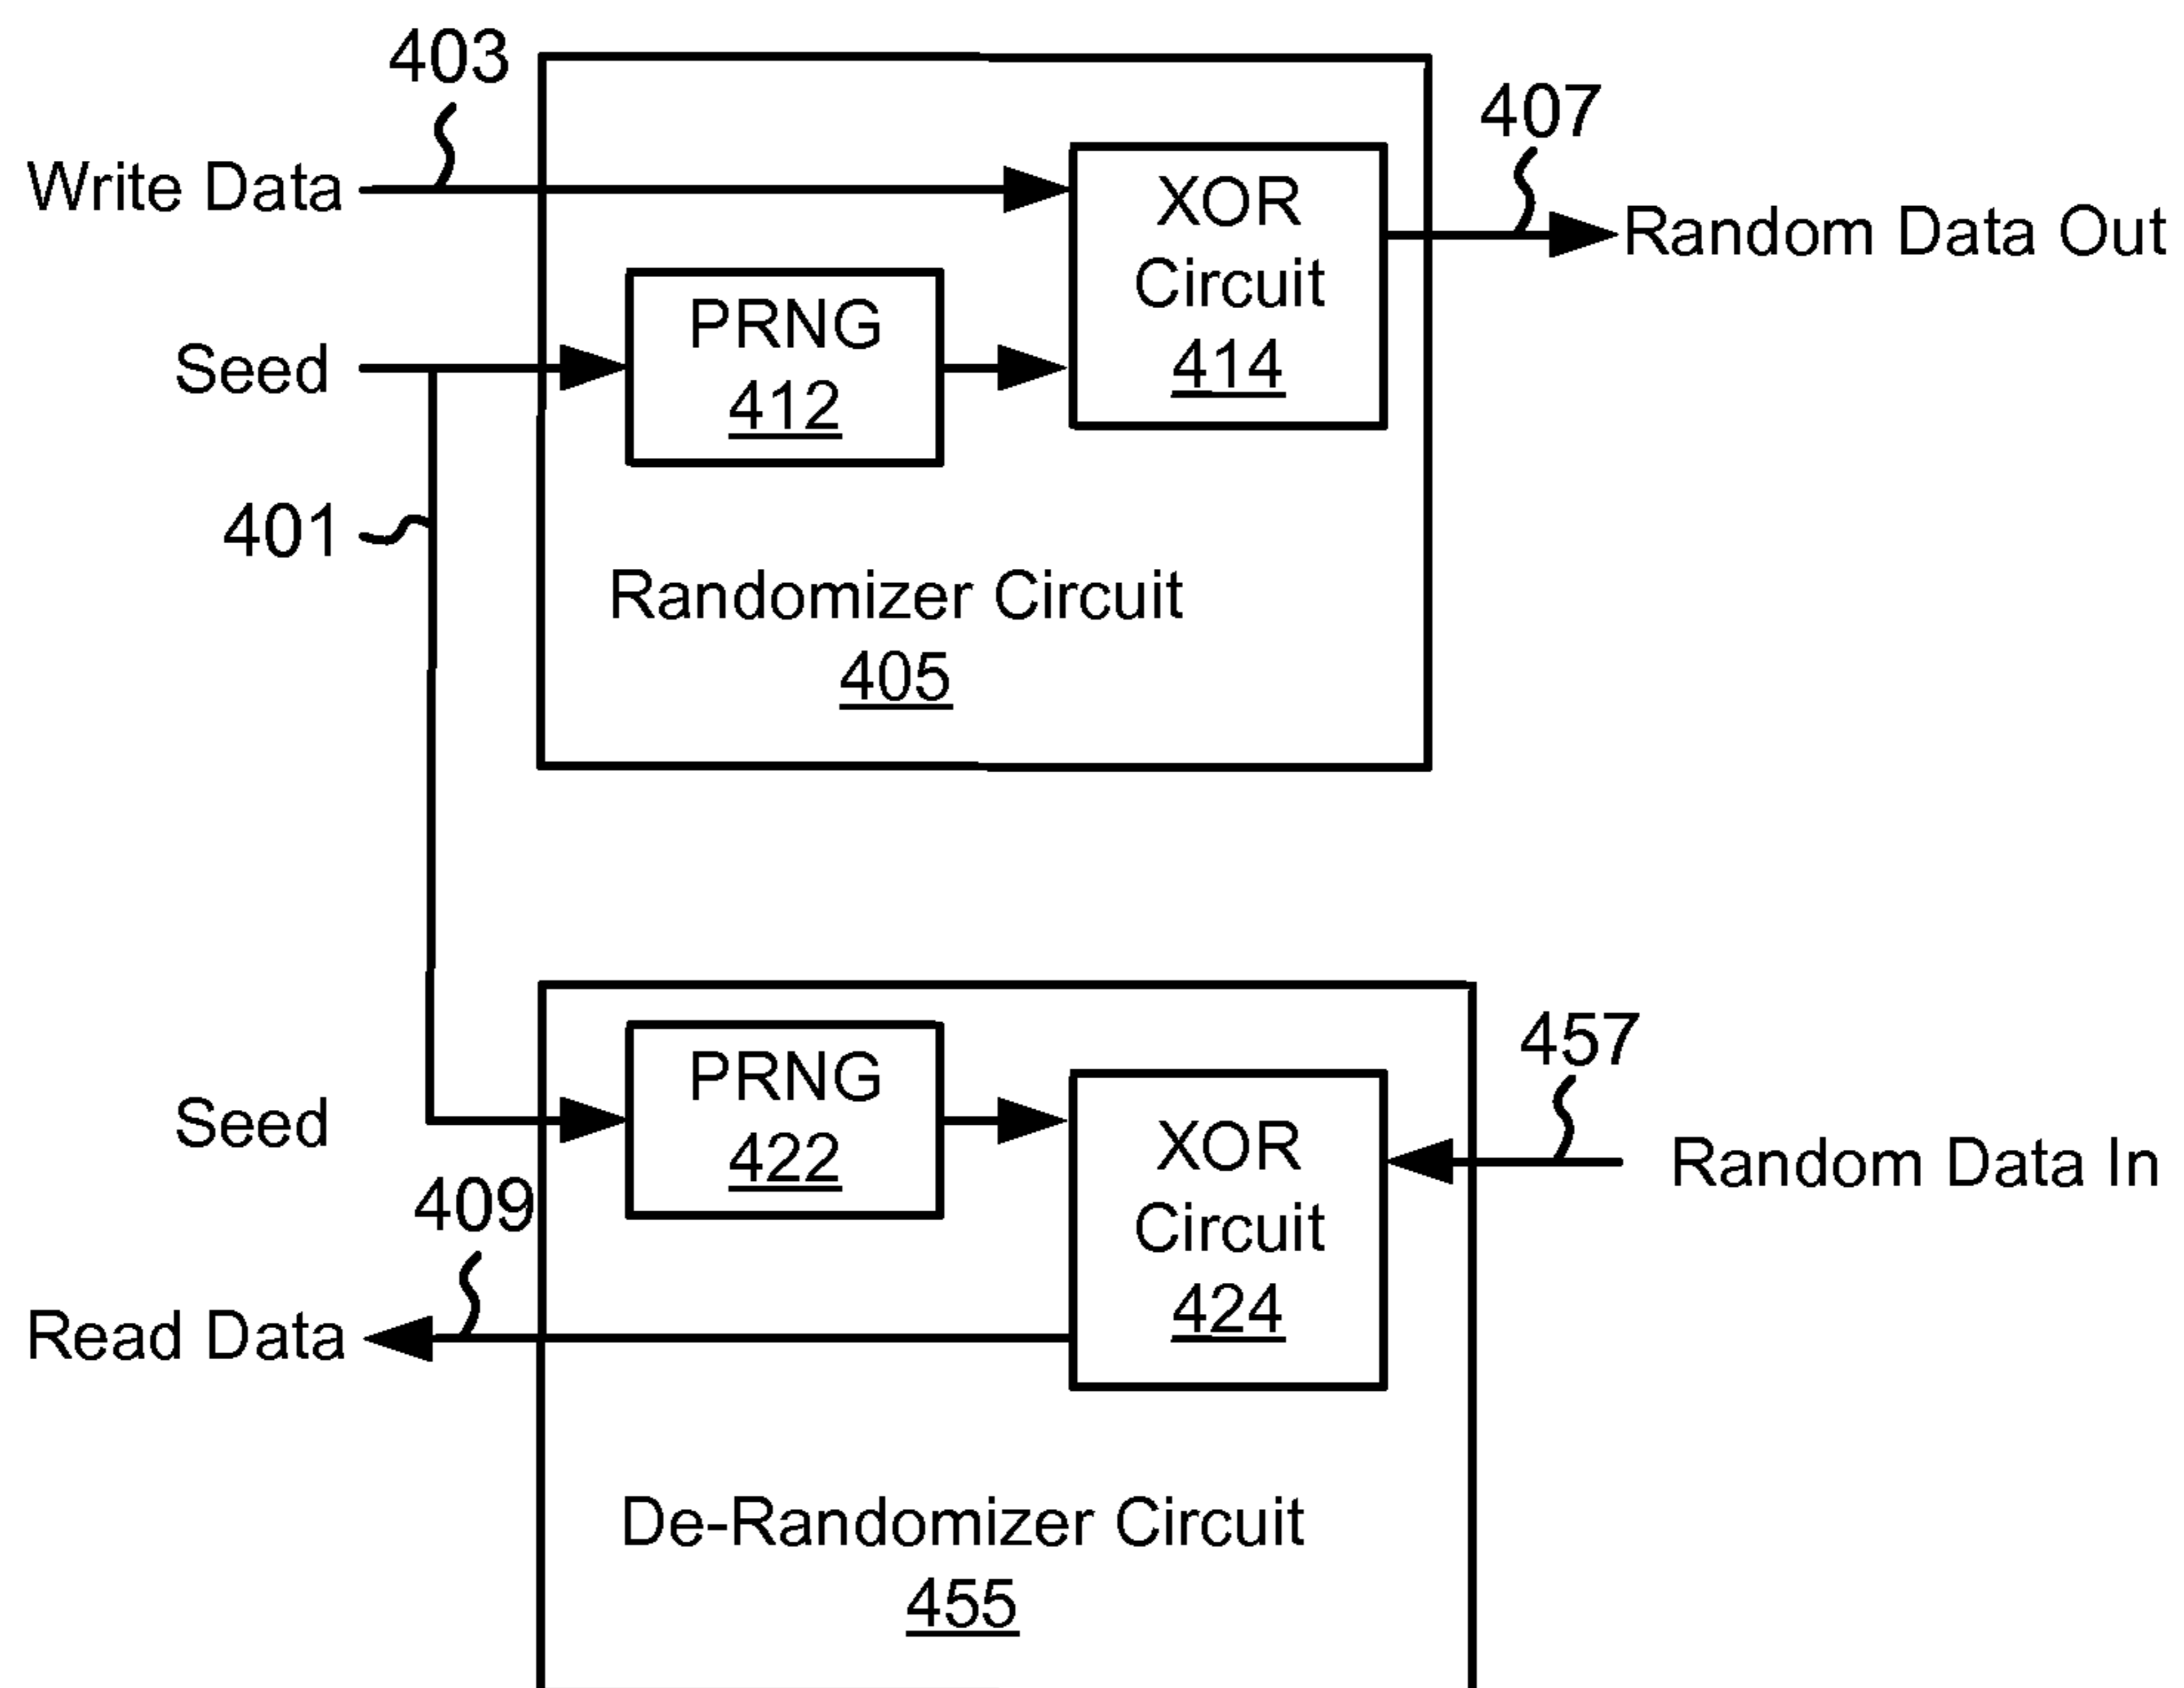 403
407
Write Data
XOR
Circuit
414
Random Data Out
PRNG
412
Seed
401
Randomizer Circuit
405
457
PRNG
422
Seed
XOR
Circuit
424
Random Data In
409
Read Data
De-Randomizer Circuit
455